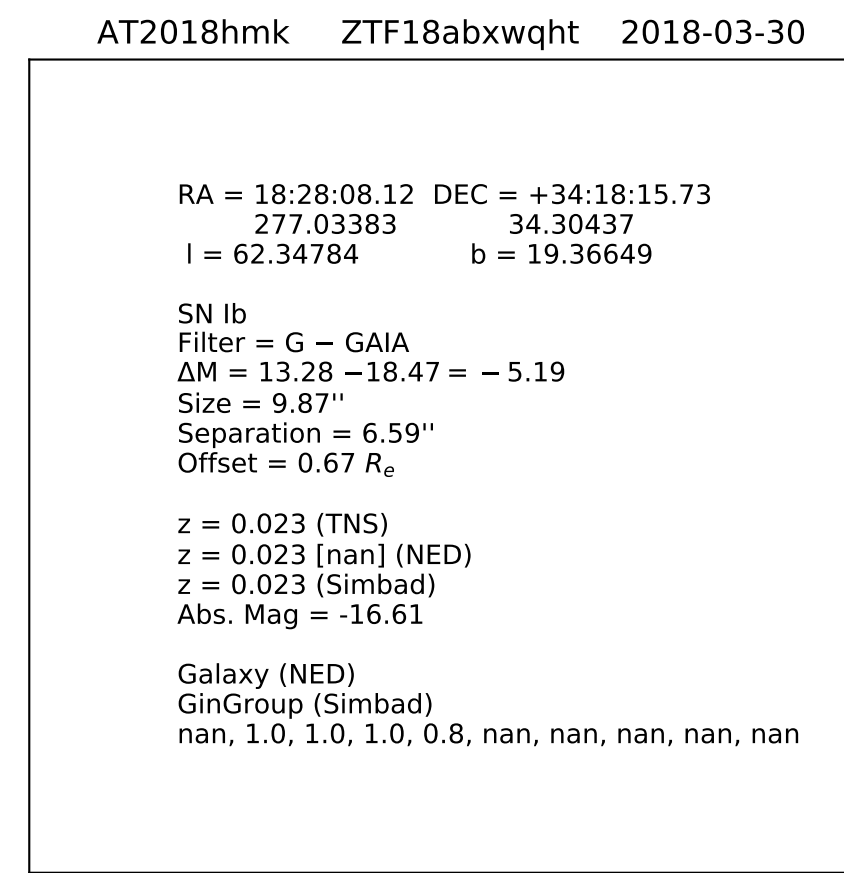 AT2018hmk ZTF18abxwqht 2018-03-30
RA = 18:28:08.12 DEC = +34:18:15.73
277.03383 34.30437
l = 62.34784 b = 19.36649
SN Ib
Filter = G − GAIA
ΔM = 13.28 −18.47 = − 5.19
Size = 9.87''
Separation = 6.59''
Offset = 0.67 Re
z = 0.023 (TNS)
z = 0.023 [nan] (NED)
z = 0.023 (Simbad)
Abs. Mag = -16.61
Galaxy (NED)
GinGroup (Simbad)
nan, 1.0, 1.0, 1.0, 0.8, nan, nan, nan, nan, nan